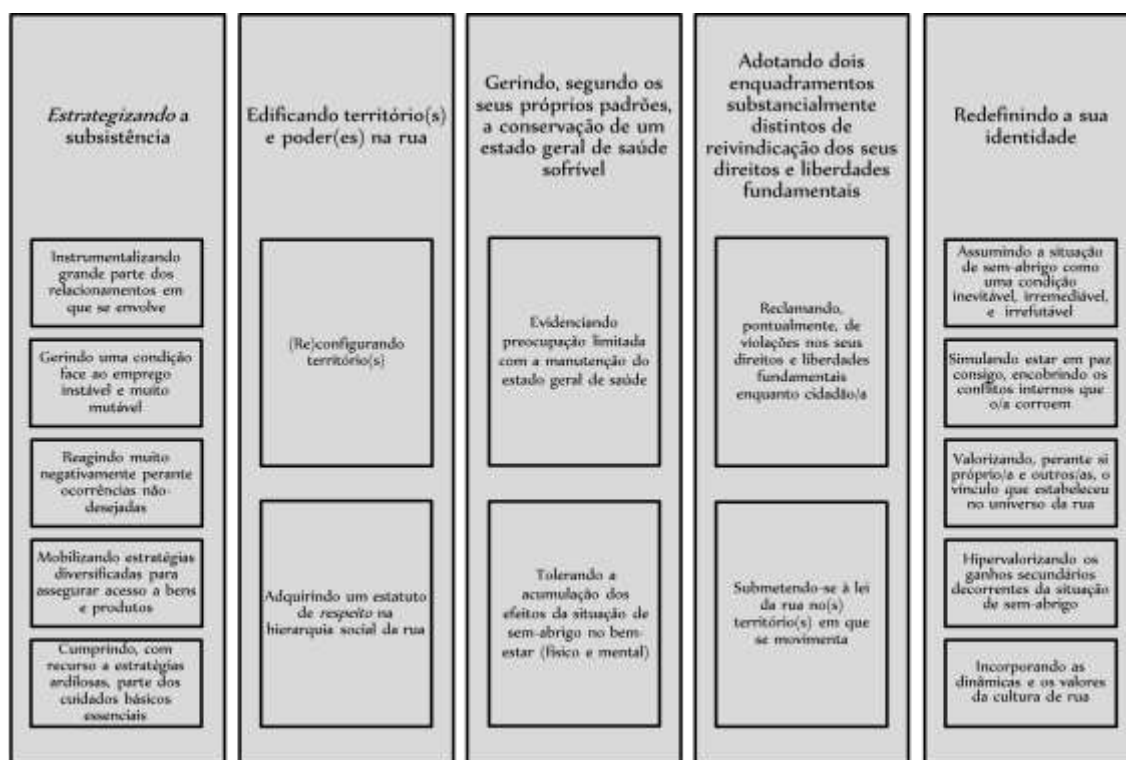 Estrategizando a
subsistência
Instrumentalizando
grande parte dos
relacionamentos em
que se envolve
Gerindo uma condição
face ao emprego
instável e muito
mutável
Reagindo muito
negativamente perante
ocorrências não-
desejadas
Mobilizando estratégias
diversificadas para
assegurar acesso a bens
e produtos
Cumprindo, com
recurso a estratégias
ardilosas, parte dos
cuidados básicos
essenciais
Edificando território(s)
e poder(es) na rua
(Re)configurando
território(s)
Adquirindo um estatuto
de respeito na
hierarquia social da rua
Gerindo, segundo os
seus próprios padrões,
a conservação de um
estado geral de saúde
sofrível
Evidenciando
preocupação limitada
com a manutenção do
estado geral de saúde
Tolerando a
acumulação dos
efeitos da situação de
sem-abrigo no bem-
estar (físico e mental)
Adotando dois
enquadramentos
substancialmente
distintos de
reivindicação dos seus
direitos e liberdades
fundamentais
Reclamando,
pontualmente, de
violações nos seus
direitos e liberdades
fundamentais
enquanto cidadão/a
Submetendo-se à lei
da rua no(s)
território(s) em que
se movimenta
Redefinindo a sua
identidade
Assumindo a situação
de sem-abrigo como
uma condição
inevitável, irremediável,
e irrefutável
Simulando estar em paz
consigo, encobrindo os
conflitos internos que
o/a corroem
Valorizando, perante si
próprio/a e outros/as, o
vínculo que estabeleceu
no universo da rua
Hipervalorizando os
ganhos secundários
decorrentes da situação
de sem-abrigo
Incorporando as
dinâmicas e os valores
da cultura de rua